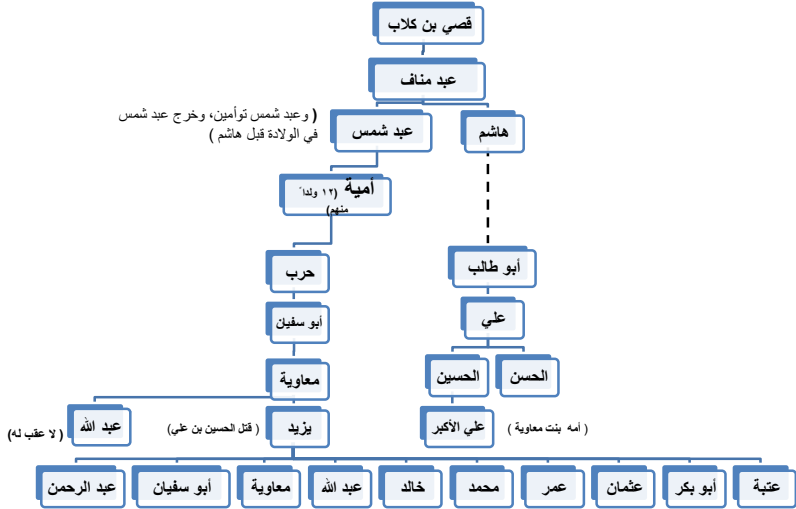 قصي بن كلاب
عبد مناف
هاشم
عبد شمس
( وعبد شمس توأمين، وخرج عبد شمس
في الولادة قبل هاشم )
أمية (١٢ ولداً
منهم)
أبو طالب
حرب
علي
أبو سفيان
الحسن
الحسين
معاوية
( أمه بنت معاوية )
علي الأكبر
( قتل الحسين بن علي)
يزيد
عبد الله
( لا عقب له)
عتبة
أبو بكر
عثمان
عمر
محمد
خالد
عبد الله
معاوية
أبو سفيان
عبد الرحمن